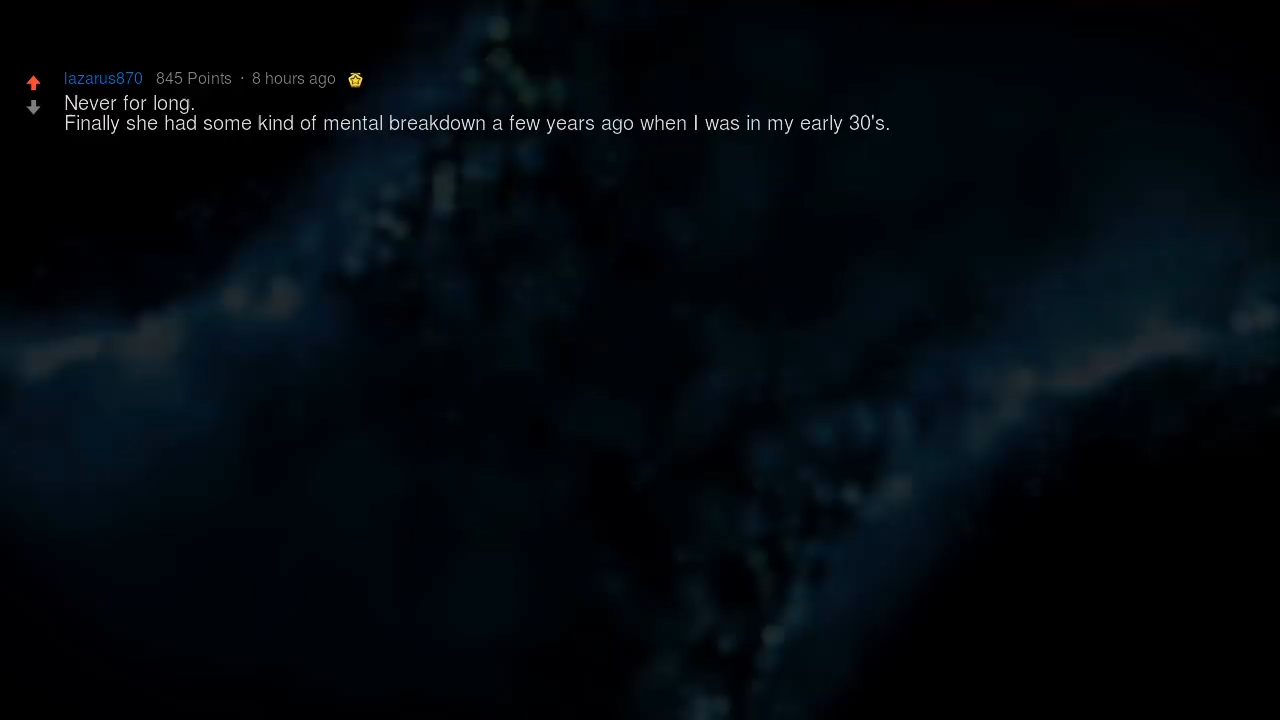 lazarus870 845 Points · 8 hours ago
Never for long.
Finally she had some kind of mental breakdown a few years ago when I was in my early 30's.